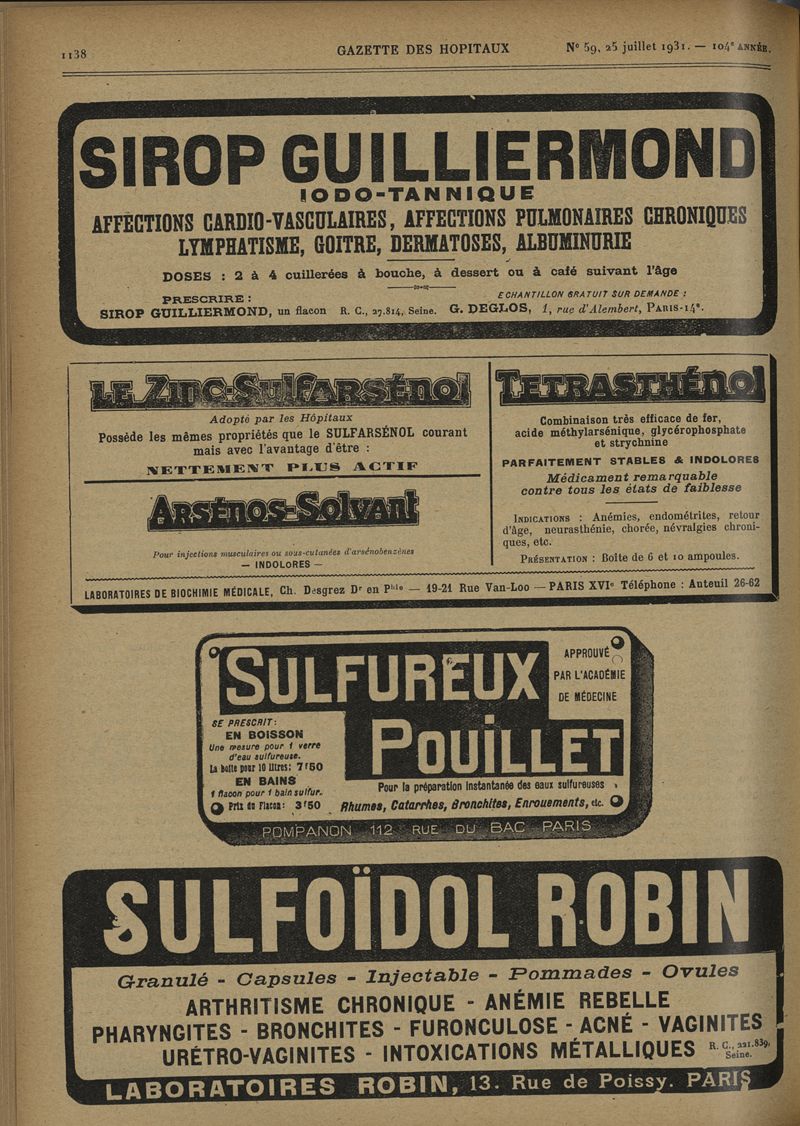 1138
GAZETTE DES HOPITAUX
N° 59, 25 juillet 1931. — 104e ANNÉE.
SIROP GUILLIERMOND
IODO-TANNIQUE
AFFECTIONS CARDIO-VASCULAIRES, AFFECTIONS PULMONAIRES CHRONIQUES
LYMPHATISME, GOITRE, DERMATOSES, ALBUMINURIE
DOSES : 2 à 4 cuillerées à bouche, à dessert ou à café suivant l'âge
PRESCRIRE :
SIROP GUILLIERMOND, un flacon R. C., 27.814, Seine.
ECHANTILLON GRATUIT SUR DEMANDE :
G. DEGLOS, 1, rue d'Alembert, PARIS-14e.
LE ZINC-SULFARSÉNOL
Adopté par les Hôpitaux
Possède les mêmes propriétés que le SULFARSÉNOL courant
mais avec l'avantage d'être :
NETTEMENT PLUS ACTIF
ARSÉNOS-SOLVANT
Pour injections musculaires ou sous-cutanées d'arsénobenzènes
— INDOLORES —
TETRASTHÉNOL
Combinaison très efficace de fer,
acide méthylarsénique, glycérophosphate
et strychnine
PARFAITEMENT STABLES & INDOLORES
Médicament remarquable
contre tous les états de faiblesse
INDICATIONS : Anémies, endométrites, retour
d'âge, neurasthénie, chorée, névralgies chroni-
ques, etc.
PRÉSENTATION : Boîte de 6 et 10 ampoules.
LABORATOIRES DE BIOCHIMIE MÉDICALE, Ch. Desgrez Dr en Phie — 19-21 Rue Van-Loo — PARIS XVIe Téléphone : Auteuil 26-62
SULFUREUX
POUILLET
APPROUVÉ
PAR L'ACADÉMIE
DE MÉDECINE
SE PRESCRIT:
EN BOISSON
Une mesure pour 1 verre
d'eau sulfureuse.
La boîte pour 10 litres: 7f50
EN BAINS
1 flacon pour 1 bain sulfur.
Prix du Flacon: 3f50
Pour la préparation instantanée des eaux sulfureuses
Rhumes, Catarrhes, Bronchites, Enrouements, etc.
POMPANON 112 RUE DU BAC PARIS
SULFOÏDOL ROBIN
Granulé - Capsules - Injectable - Pommades - Ovules
ARTHRITISME CHRONIQUE - ANÉMIE REBELLE
PHARYNGITES - BRONCHITES - FURONCULOSE - ACNÉ - VAGINITES
URÉTRO-VAGINITES - INTOXICATIONS MÉTALLIQUES R. C., 221.839, Seine.
LABORATOIRES ROBIN, 13. Rue de Poissy. PARIS